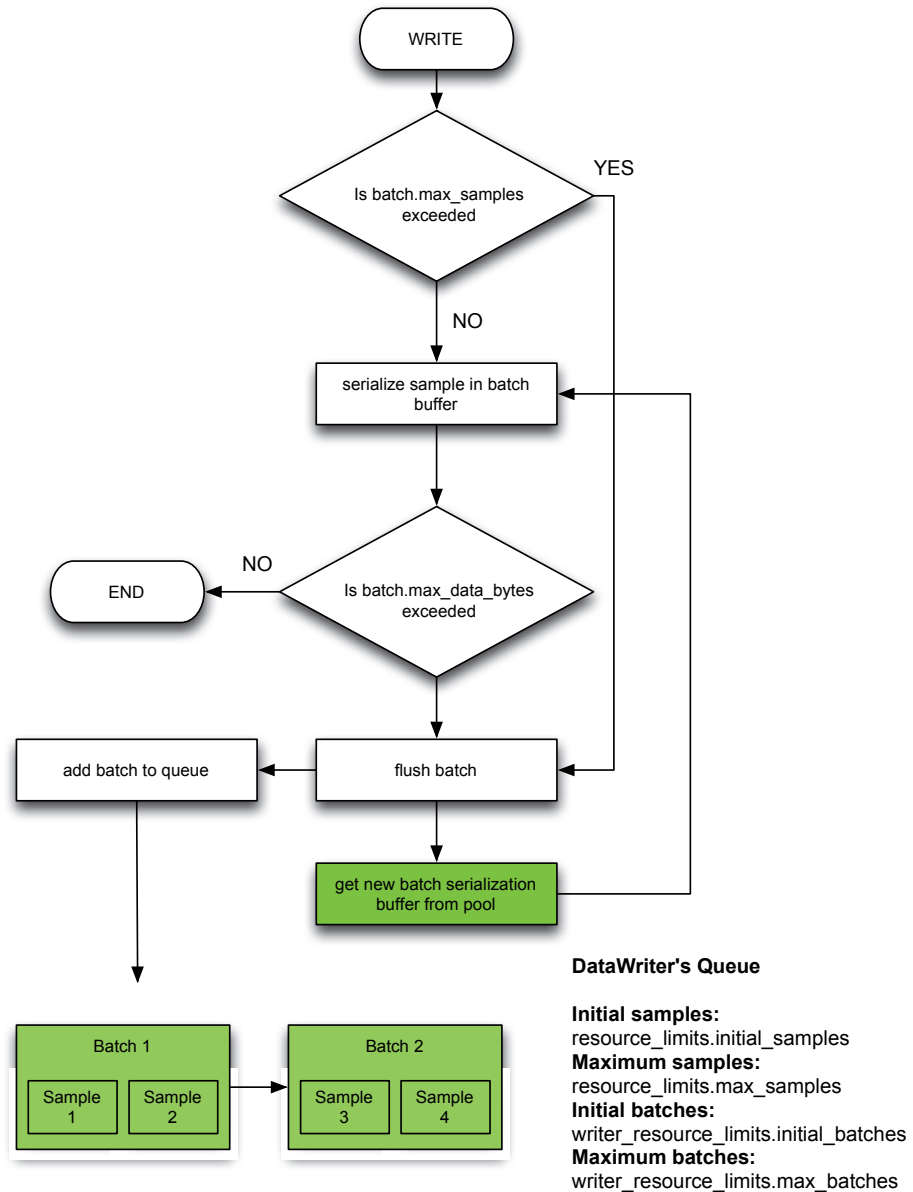 WRITE
YES
Is batch.max_samples
exceeded
NO
serialize sample in batch
buffer
NO
END
Is batch.max_data_bytes
exceeded
add batch to queue
flush batch
get new batch serialization
buffer from pool
DataWriter's Queue
Initial samples:
resource_limits.initial_samples
Maximum samples:
resource_limits.max_samples
Initial batches:
writer_resource_limits.initial_batches
Maximum batches:
writer_resource_limits.max_batches
Batch 1
Sample
1
Sample
2
Batch 2
Sample
3
Sample
4